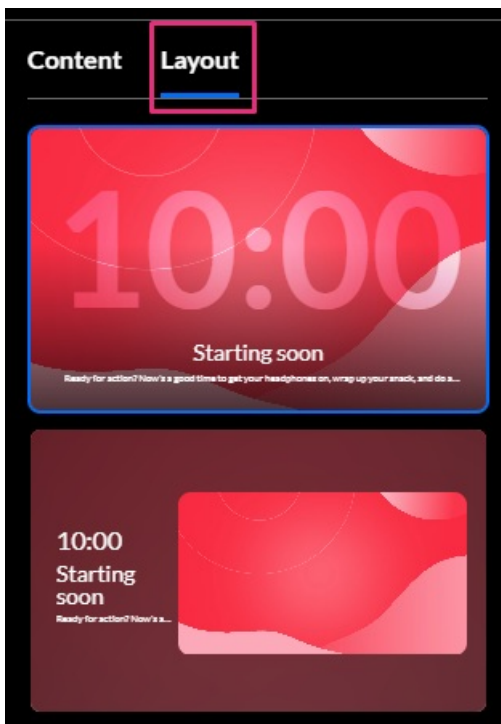 Content Layout
10:00
Starting soon
Ready for action? Now's a good time to get your headphones on, wrap up your snack, and do a...
10:00
Starting
soon
Ready for action? Now's a...